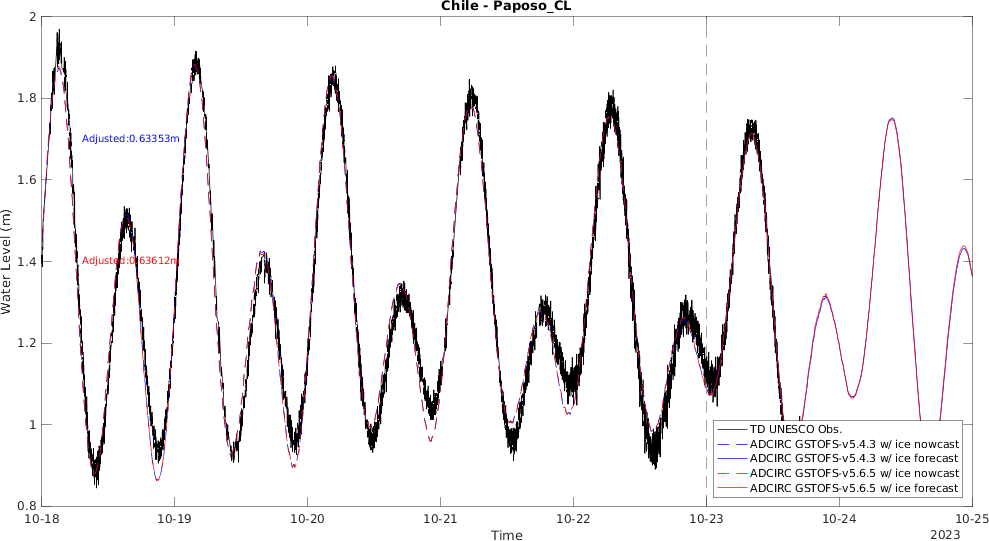 Chile - Paposo_CL
2
1.8
1.6
1.4
1.2
1
0.8
Water Level (m)
Adjusted:0.63353m
Adjusted:0.63612m
TD UNESCO Obs.
ADCIRC GSTOFS-v5.4.3 w/ ice nowcast
ADCIRC GSTOFS-v5.4.3 w/ ice forecast
ADCIRC GSTOFS-v5.6.5 w/ ice nowcast
ADCIRC GSTOFS-v5.6.5 w/ ice forecast
10-18 10-19 10-20 10-21 10-22 10-23 10-24 10-25
Time
2023